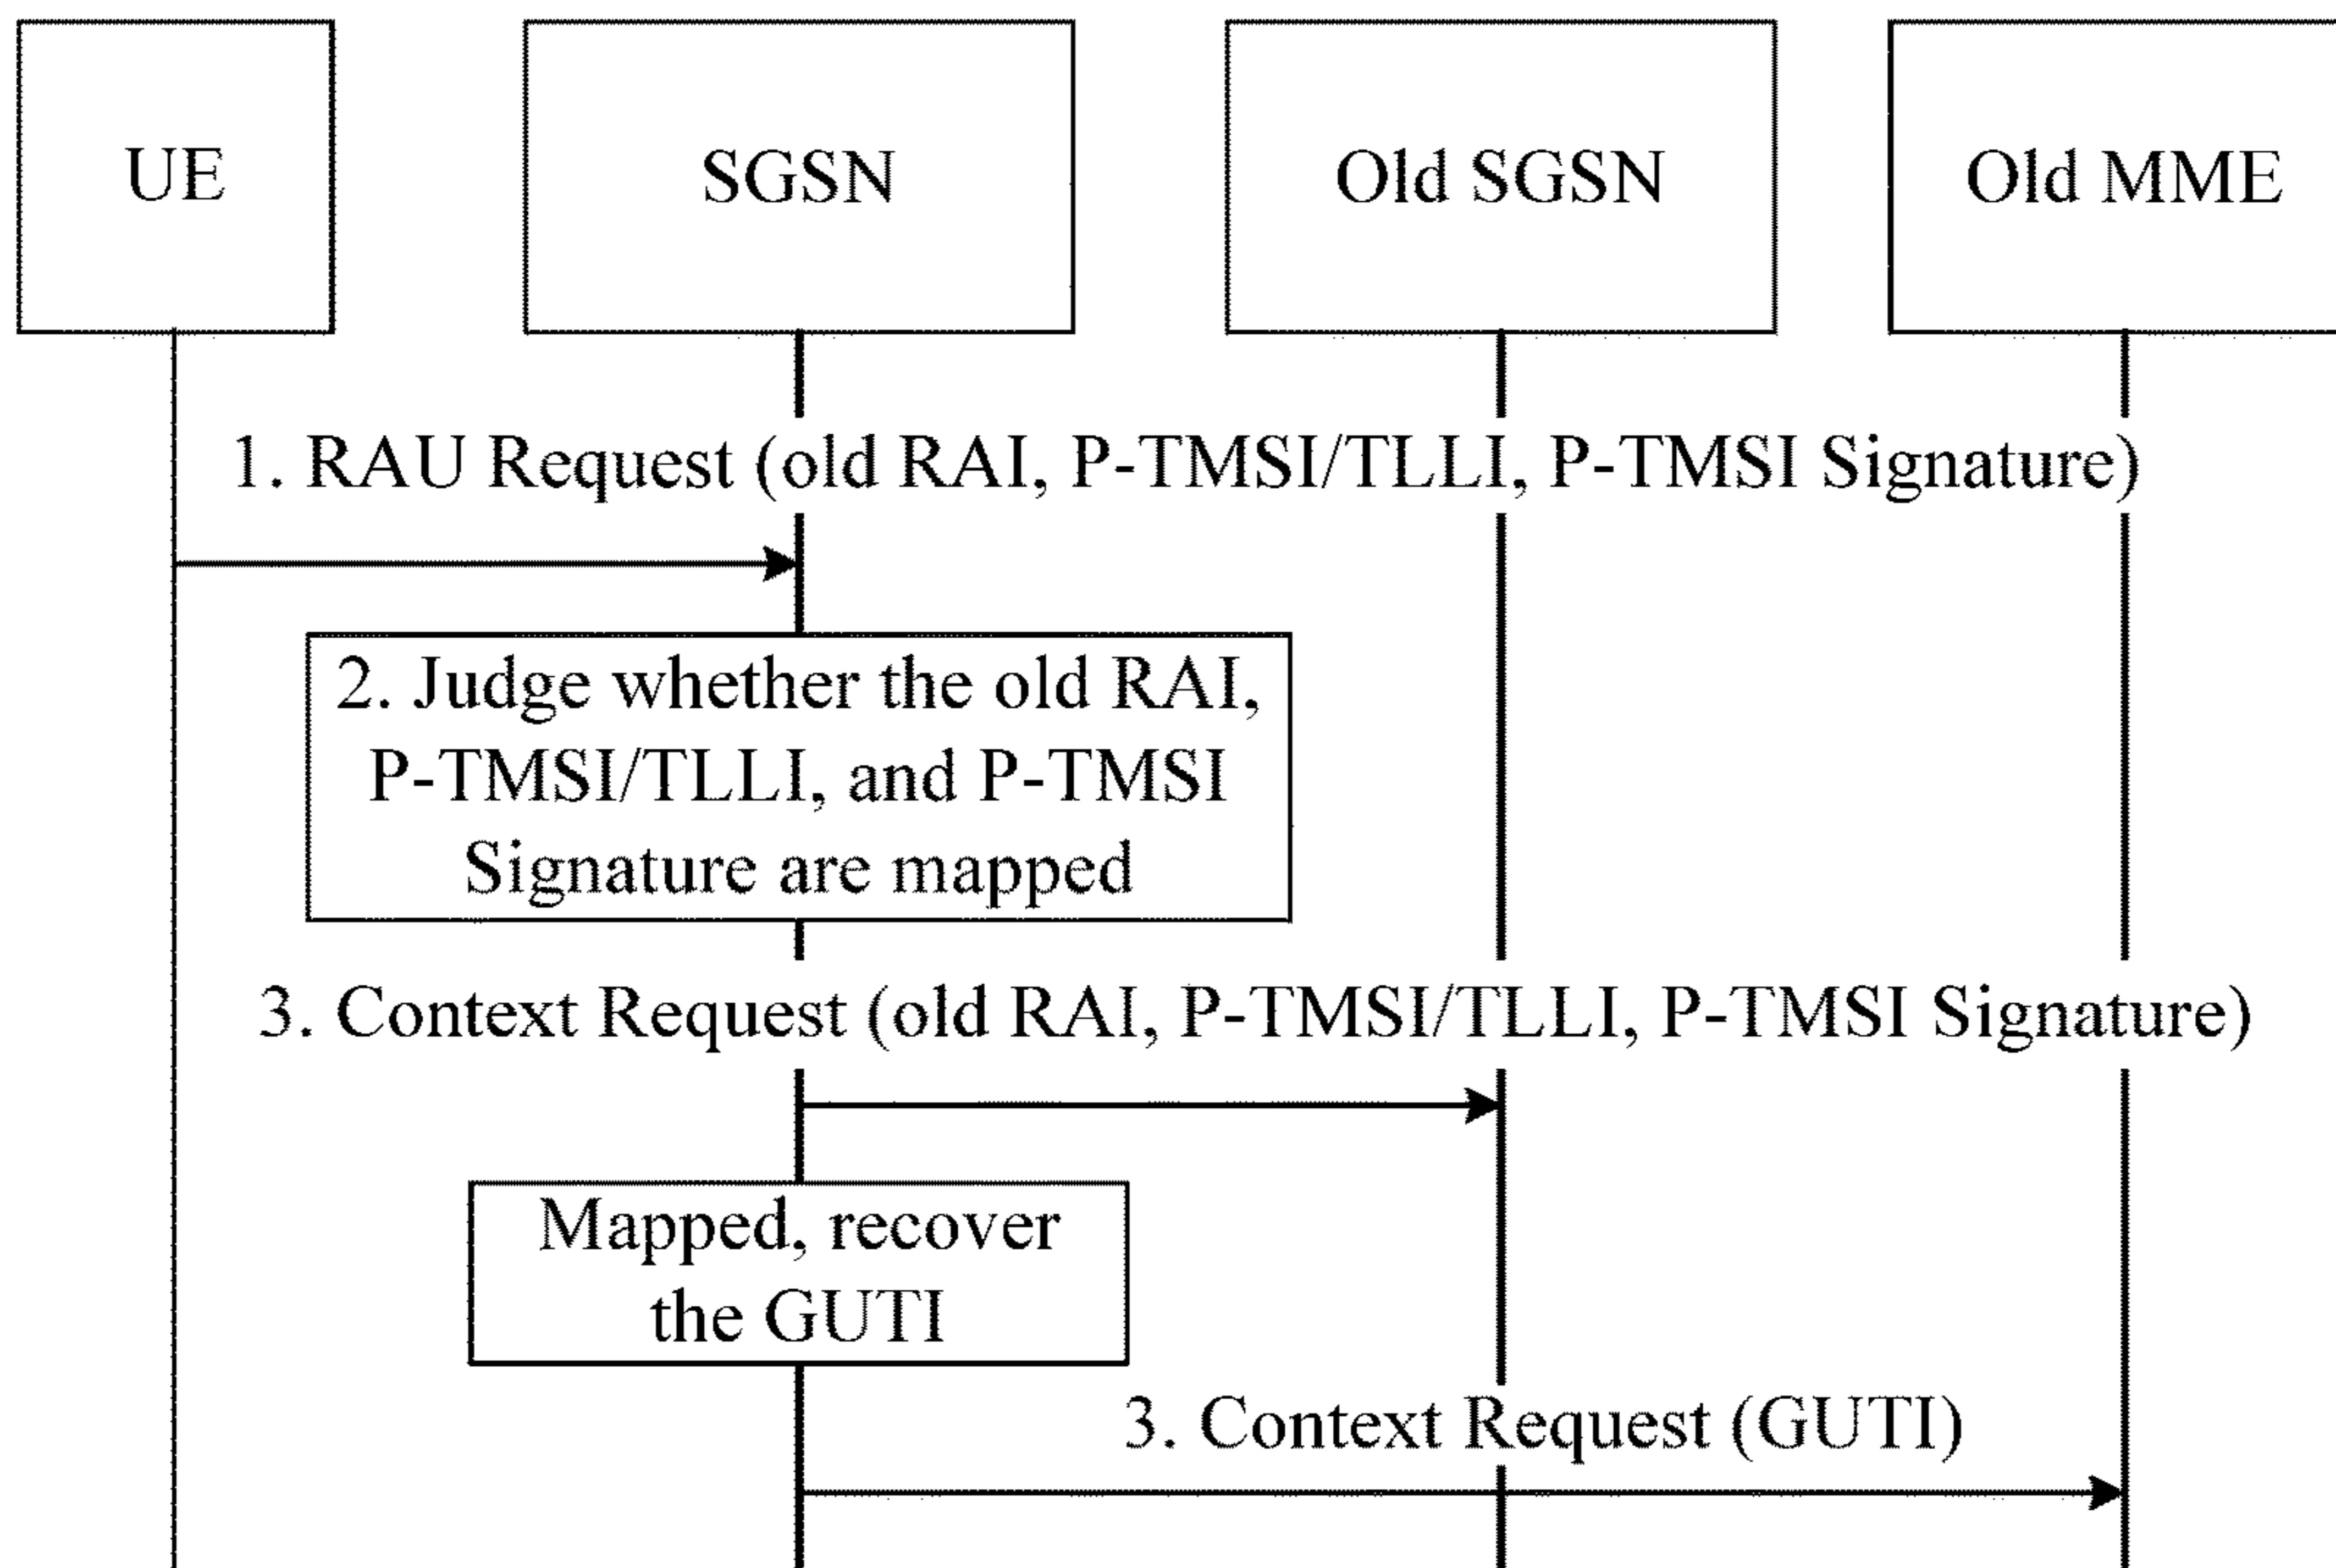 UE
SGSN
Old SGSN
Old MME
1. RAU Request (old RAI, P-TMSI/TLLI, P-TMSI Signature)
2. Judge whether the old RAI,
P-TMSI/TLLI, and P-TMSI
Signature are mapped
3. Context Request (old RAI, P-TMSI/TLLI, P-TMSI Signature)
Mapped, recover
the GUTI
3. Context Request (GUTI)